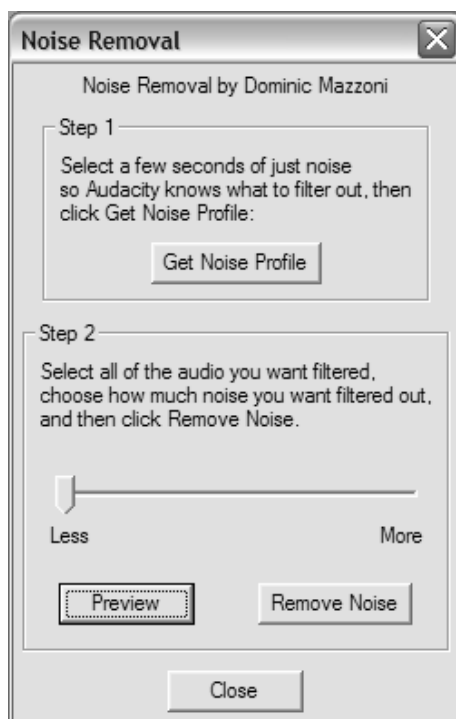 Noise Removal
Noise Removal by Dominic Mazzoni
Step 1
Select a few seconds of just noise
so Audacity knows what to filter out, then
click Get Noise Profile:
Get Noise Profile
Step 2
Select all of the audio you want filtered,
choose how much noise you want filtered out,
and then click Remove Noise.
Less More
Preview Remove Noise
Close